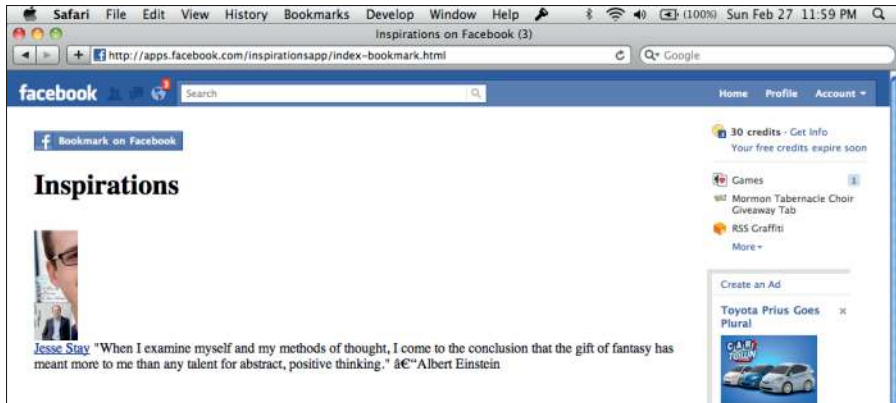 Safari File Edit View History Bookmarks Develop Window Help (100%) Sun Feb 27 11:59 PM
Inspirations on Facebook (3)
http://apps.facebook.com/inspirationsapp/index-bookmark.html Google
facebook 3 Search Home Profile Account
f Bookmark on Facebook
Inspirations
Jesse Stay "When I examine myself and my methods of thought, I come to the conclusion that the gift of fantasy has
meant more to me than any talent for abstract, positive thinking." â€“Albert Einstein
30 credits · Get Info
Your free credits expire soon
Games 1
Mormon Tabernacle Choir
Giveaway Tab
RSS Graffiti
More
Create an Ad
Toyota Prius Goes x
Plural
CAR
TOWN